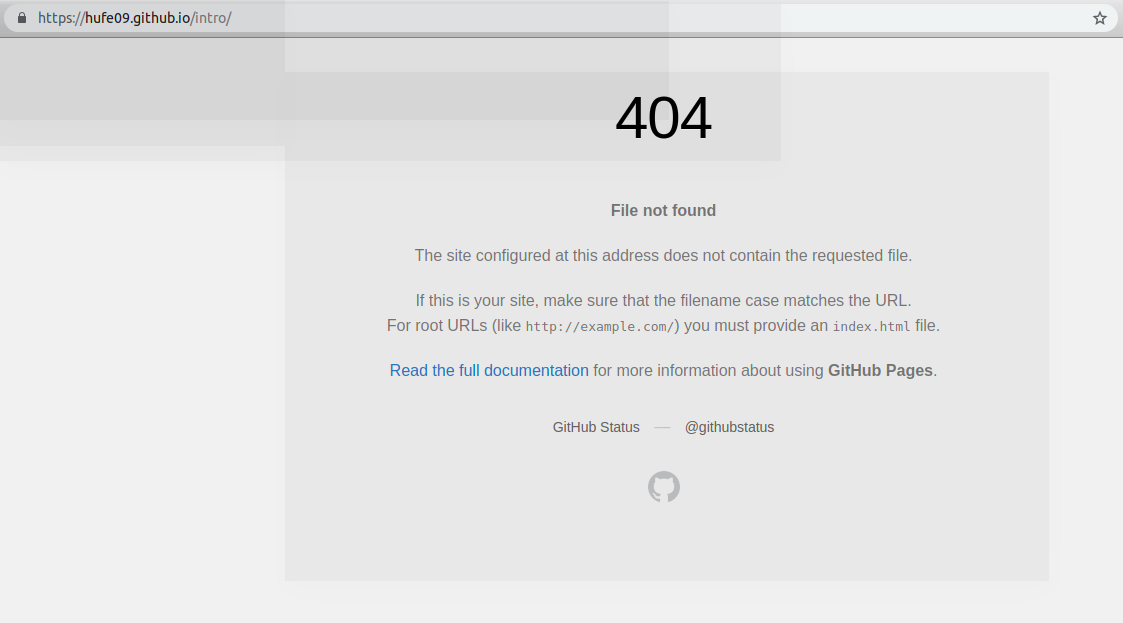 https://hufe09.github.io/intro/
404
File not found
The site configured at this address does not contain the requested file.
If this is your site, make sure that the filename case matches the URL.
For root URLs (like http://example.com/) you must provide an index.html file.
Read the full documentation for more information about using GitHub Pages.
GitHub Status — @githubstatus